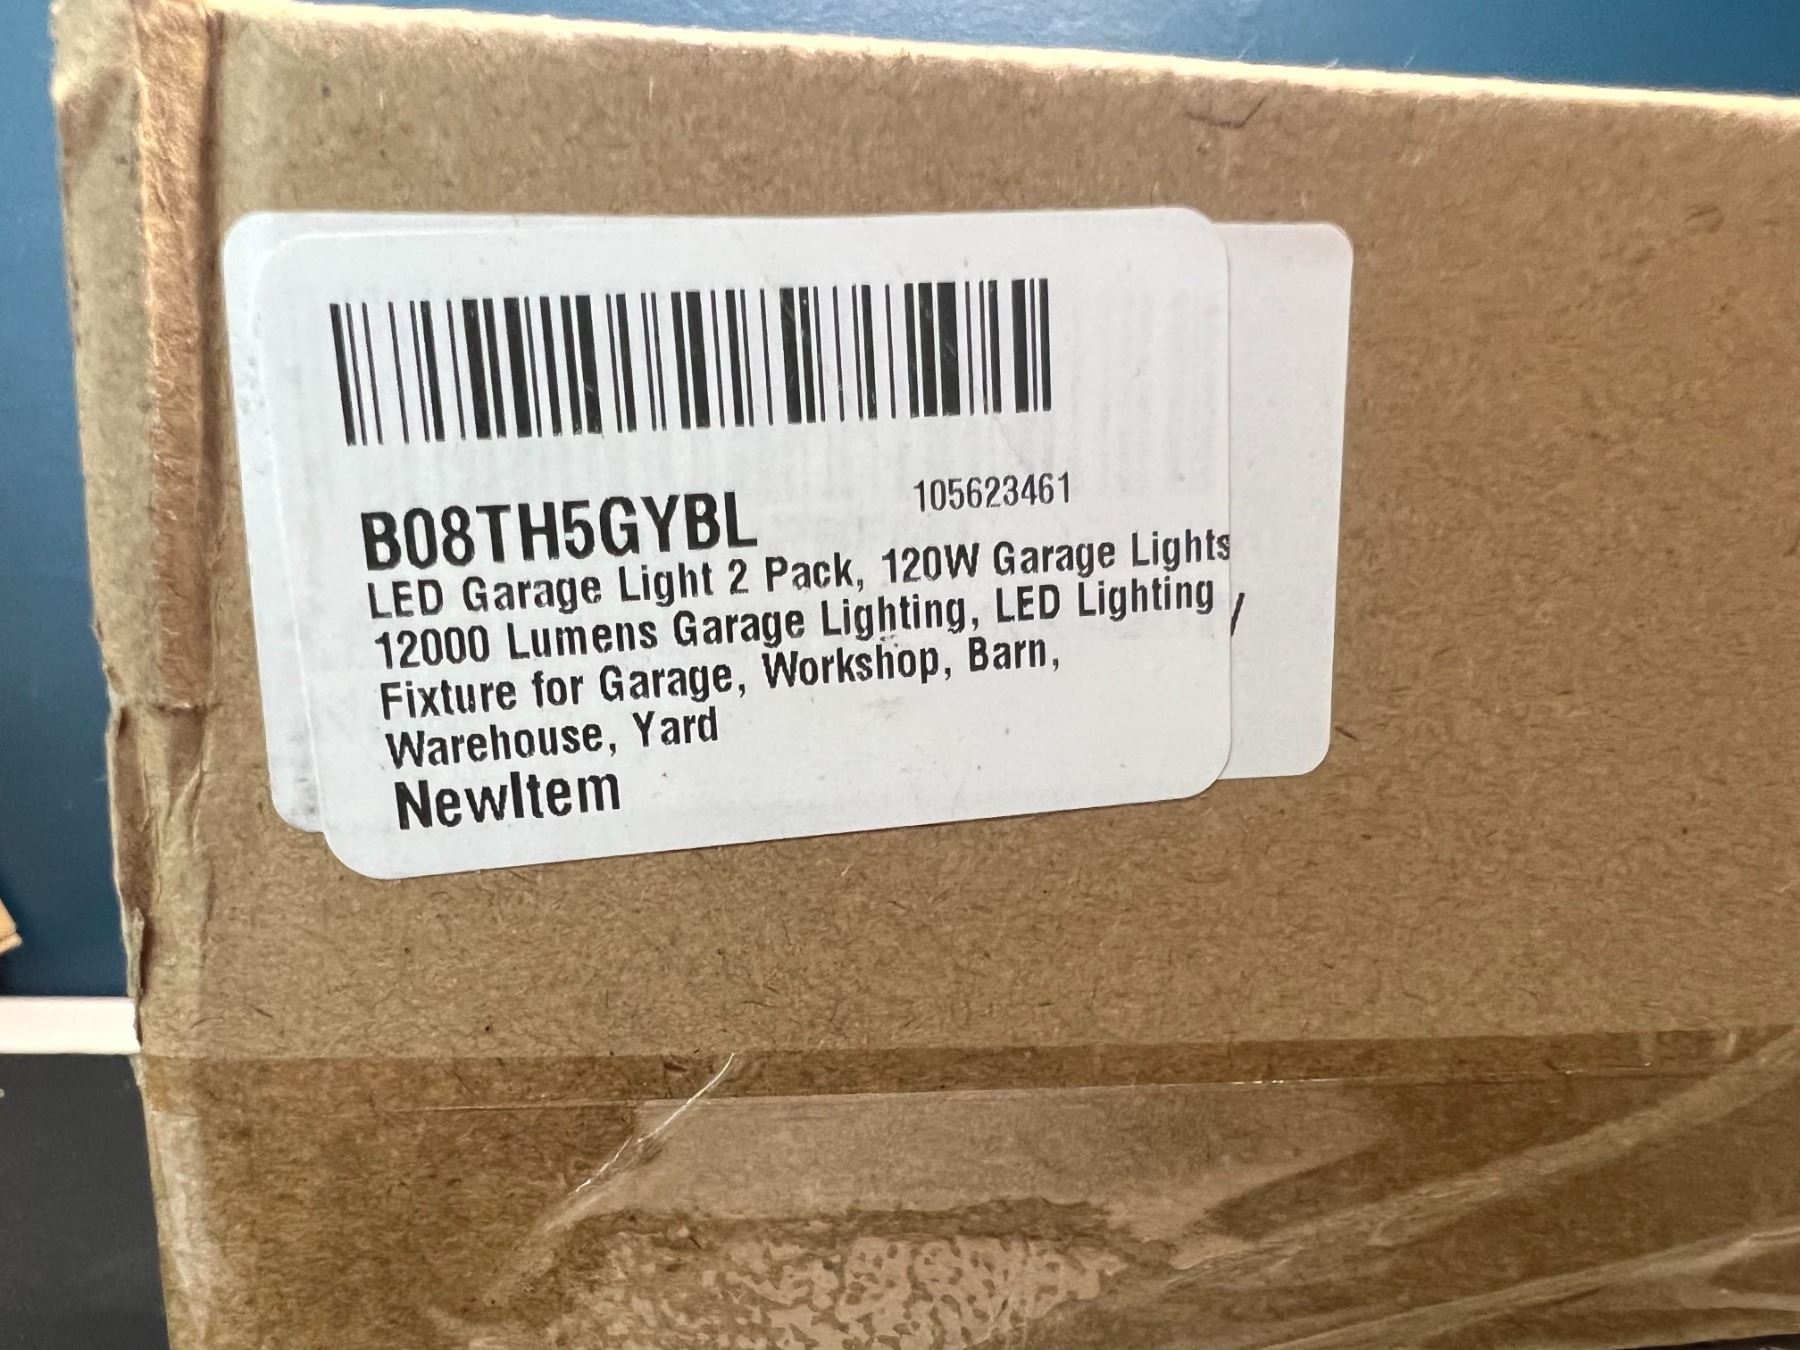 B08TH5GYBL 105623461
LED Garage Light 2 Pack, 120W Garage Lights
12000 Lumens Garage Lighting, LED Lighting ,
Fixture for Garage, Workshop, Barn,
Warehouse, Yard
NewItem